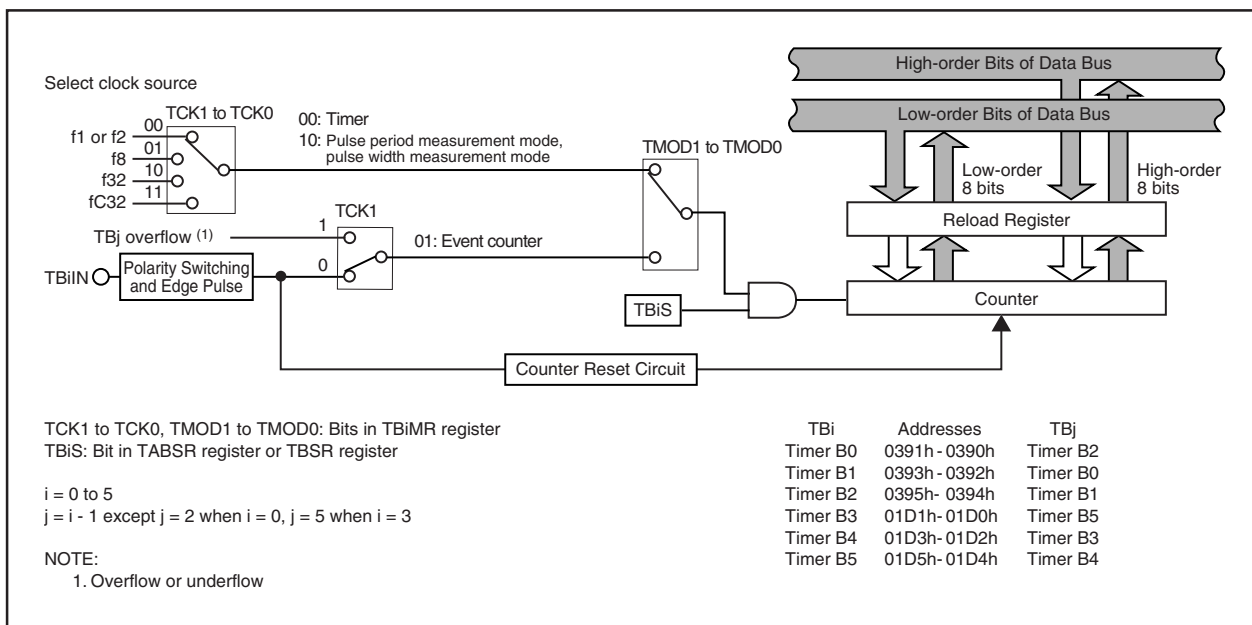 High-order Bits of Data Bus
Select clock source
Low-order Bits of Data Bus
TCK1 to TCK0
00: Timer
10: Pulse period measurement mode,
pulse width measurement mode
TMOD1 to TMOD0
f1 or f2 00
f8 01
f32 10
fC32 11
Low-order
8 bits
High-order
8 bits
TCK1
Reload Register
TBj overflow (1) 1
01: Event counter
TBiIN
Polarity Switching
and Edge Pulse
0
TBiS
Counter
Counter Reset Circuit
TCK1 to TCK0, TMOD1 to TMOD0: Bits in TBiMR register
TBiS: Bit in TABSR register or TBSR register
i = 0 to 5
j = i - 1 except j = 2 when i = 0, j = 5 when i = 3
NOTE:
1. Overflow or underflow
TBi Addresses TBj
Timer B0 0391h - 0390h Timer B2
Timer B1 0393h - 0392h Timer B0
Timer B2 0395h- 0394h Timer B1
Timer B3 01D1h- 01D0h Timer B5
Timer B4 01D3h- 01D2h Timer B3
Timer B5 01D5h- 01D4h Timer B4